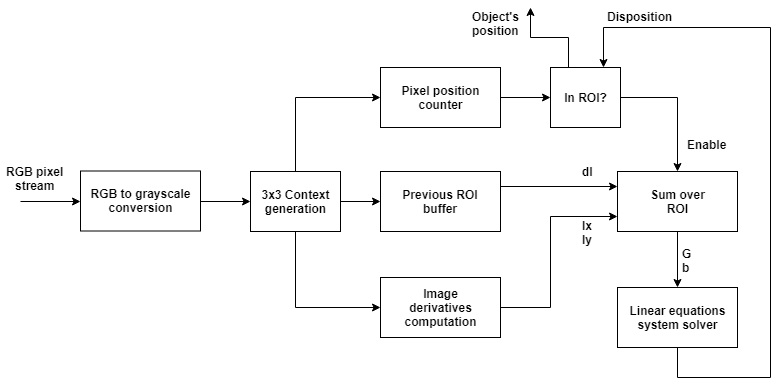 Object's
position
Disposition
Pixel position
counter
In ROI?
Enable
RGB pixel
stream
RGB to grayscale
conversion
3x3 Context
generation
Previous ROI
buffer
dI
Sum over
ROI
Ix
Iy
G
b
Image
derivatives
computation
Linear equations
system solver